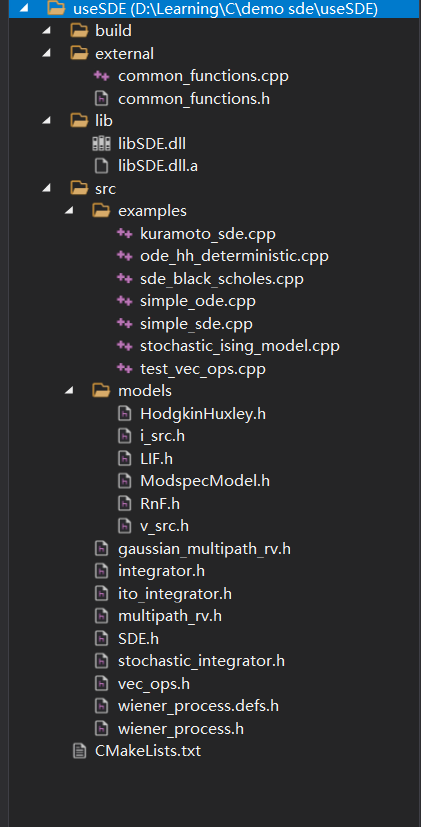 useSDE (D:\Learning\C\demo sde\useSDE)
build
external
common_functions.cpp
common_functions.h
lib
libSDE.dll
libSDE.dll.a
src
examples
kuramoto_sde.cpp
ode_hh_deterministic.cpp
sde_black_scholes.cpp
simple_ode.cpp
simple_sde.cpp
stochastic_ising_model.cpp
test_vec_ops.cpp
models
HodgkinHuxley.h
i_src.h
LIF.h
ModspecModel.h
RnF.h
v_src.h
gaussian_multipath_rv.h
integrator.h
ito_integrator.h
multipath_rv.h
SDE.h
stochastic_integrator.h
vec_ops.h
wiener_process.defs.h
wiener_process.h
CMakeLists.txt